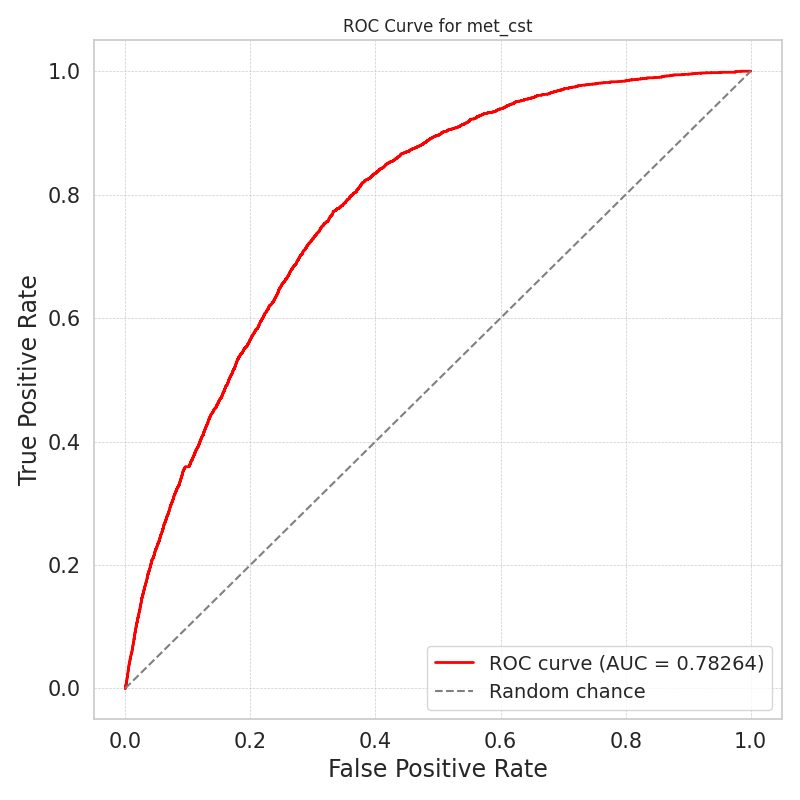 ROC Curve for met_cst
1.0
0.8
0.6
0.4
0.2
0.0
True Positive Rate
ROC curve (AUC = 0.78264)
Random chance
0.0 0.2 0.4 0.6 0.8 1.0
False Positive Rate